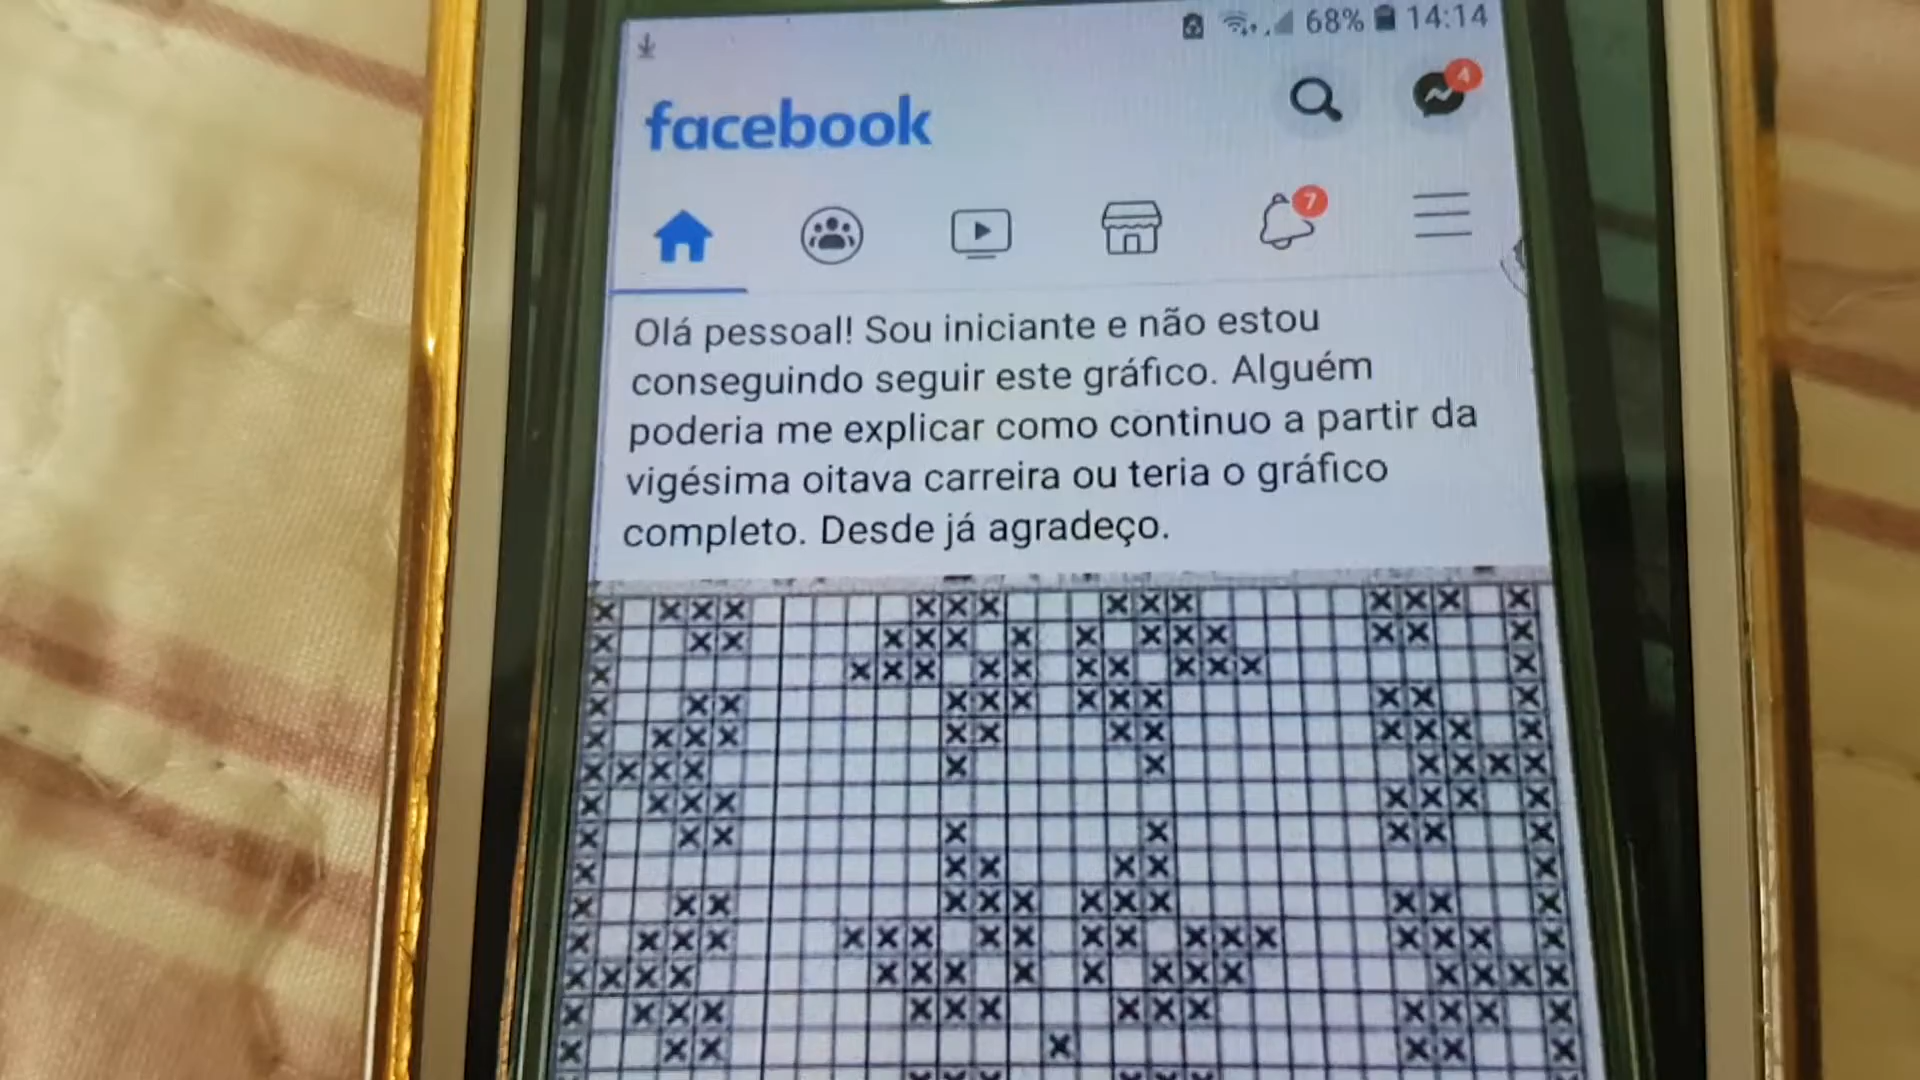 68% 14:14
facebook
4
7
Olá pessoal! Sou iniciante e não estou
conseguindo seguir este gráfico. Alguém
poderia me explicar como continuo a partir da
vigésima oitava carreira ou teria o gráfico
completo. Desde já agradeço.